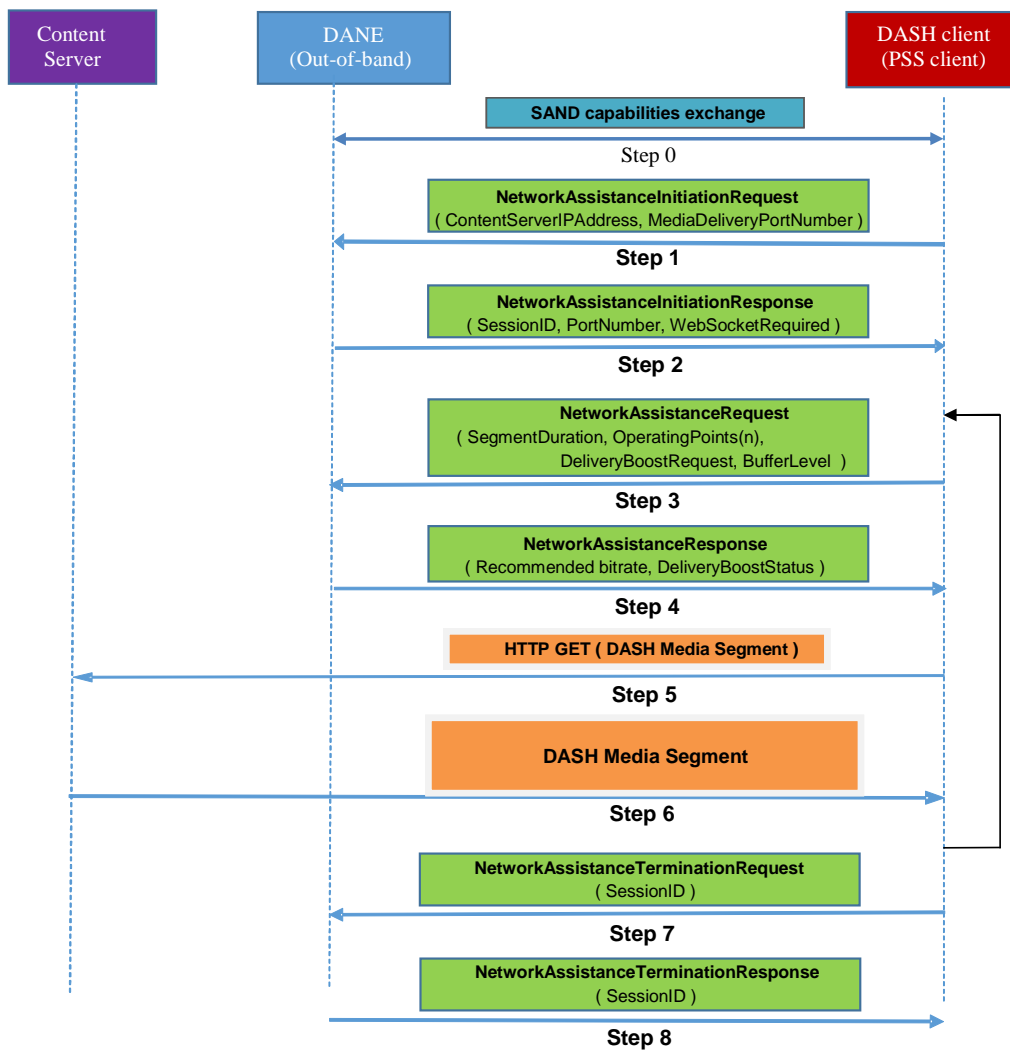 Content
Server
DANE
(Out-of-band)
DASH client
(PSS client)
SAND capabilities exchange
Step 0
NetworkAssistanceInitiationRequest
( ContentServerIPAddress, MediaDeliveryPortNumber )
Step 1
NetworkAssistanceInitiationResponse
( SessionID, PortNumber, WebSocketRequired )
Step 2
NetworkAssistanceRequest
( SegmentDuration, OperatingPoints(n),
DeliveryBoostRequest, BufferLevel )
Step 3
NetworkAssistanceResponse
( Recommended bitrate, DeliveryBoostStatus )
Step 4
HTTP GET ( DASH Media Segment )
Step 5
DASH Media Segment
Step 6
NetworkAssistanceTerminationRequest
( SessionID )
Step 7
NetworkAssistanceTerminationResponse
( SessionID )
Step 8